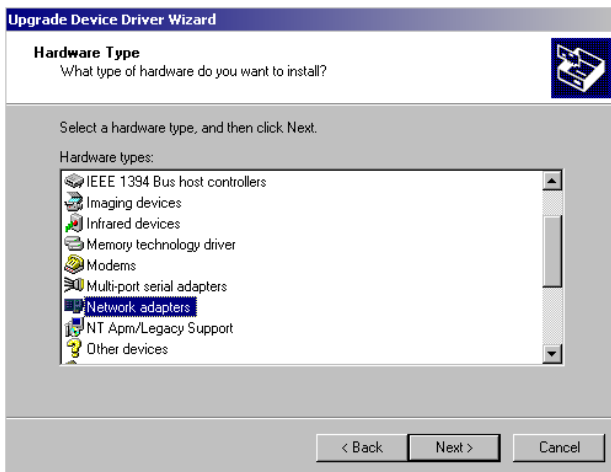 Upgrade Device Driver Wizard
Hardware Type
What type of hardware do you want to install?
Select a hardware type, and then click Next.
Hardware types:
IEEE 1394 Bus host controllers
Imaging devices
Infrared devices
Memory technology driver
Modems
Multi-port serial adapters
Network adapters
NT Apm/Legacy Support
Other devices
< Back Next > Cancel